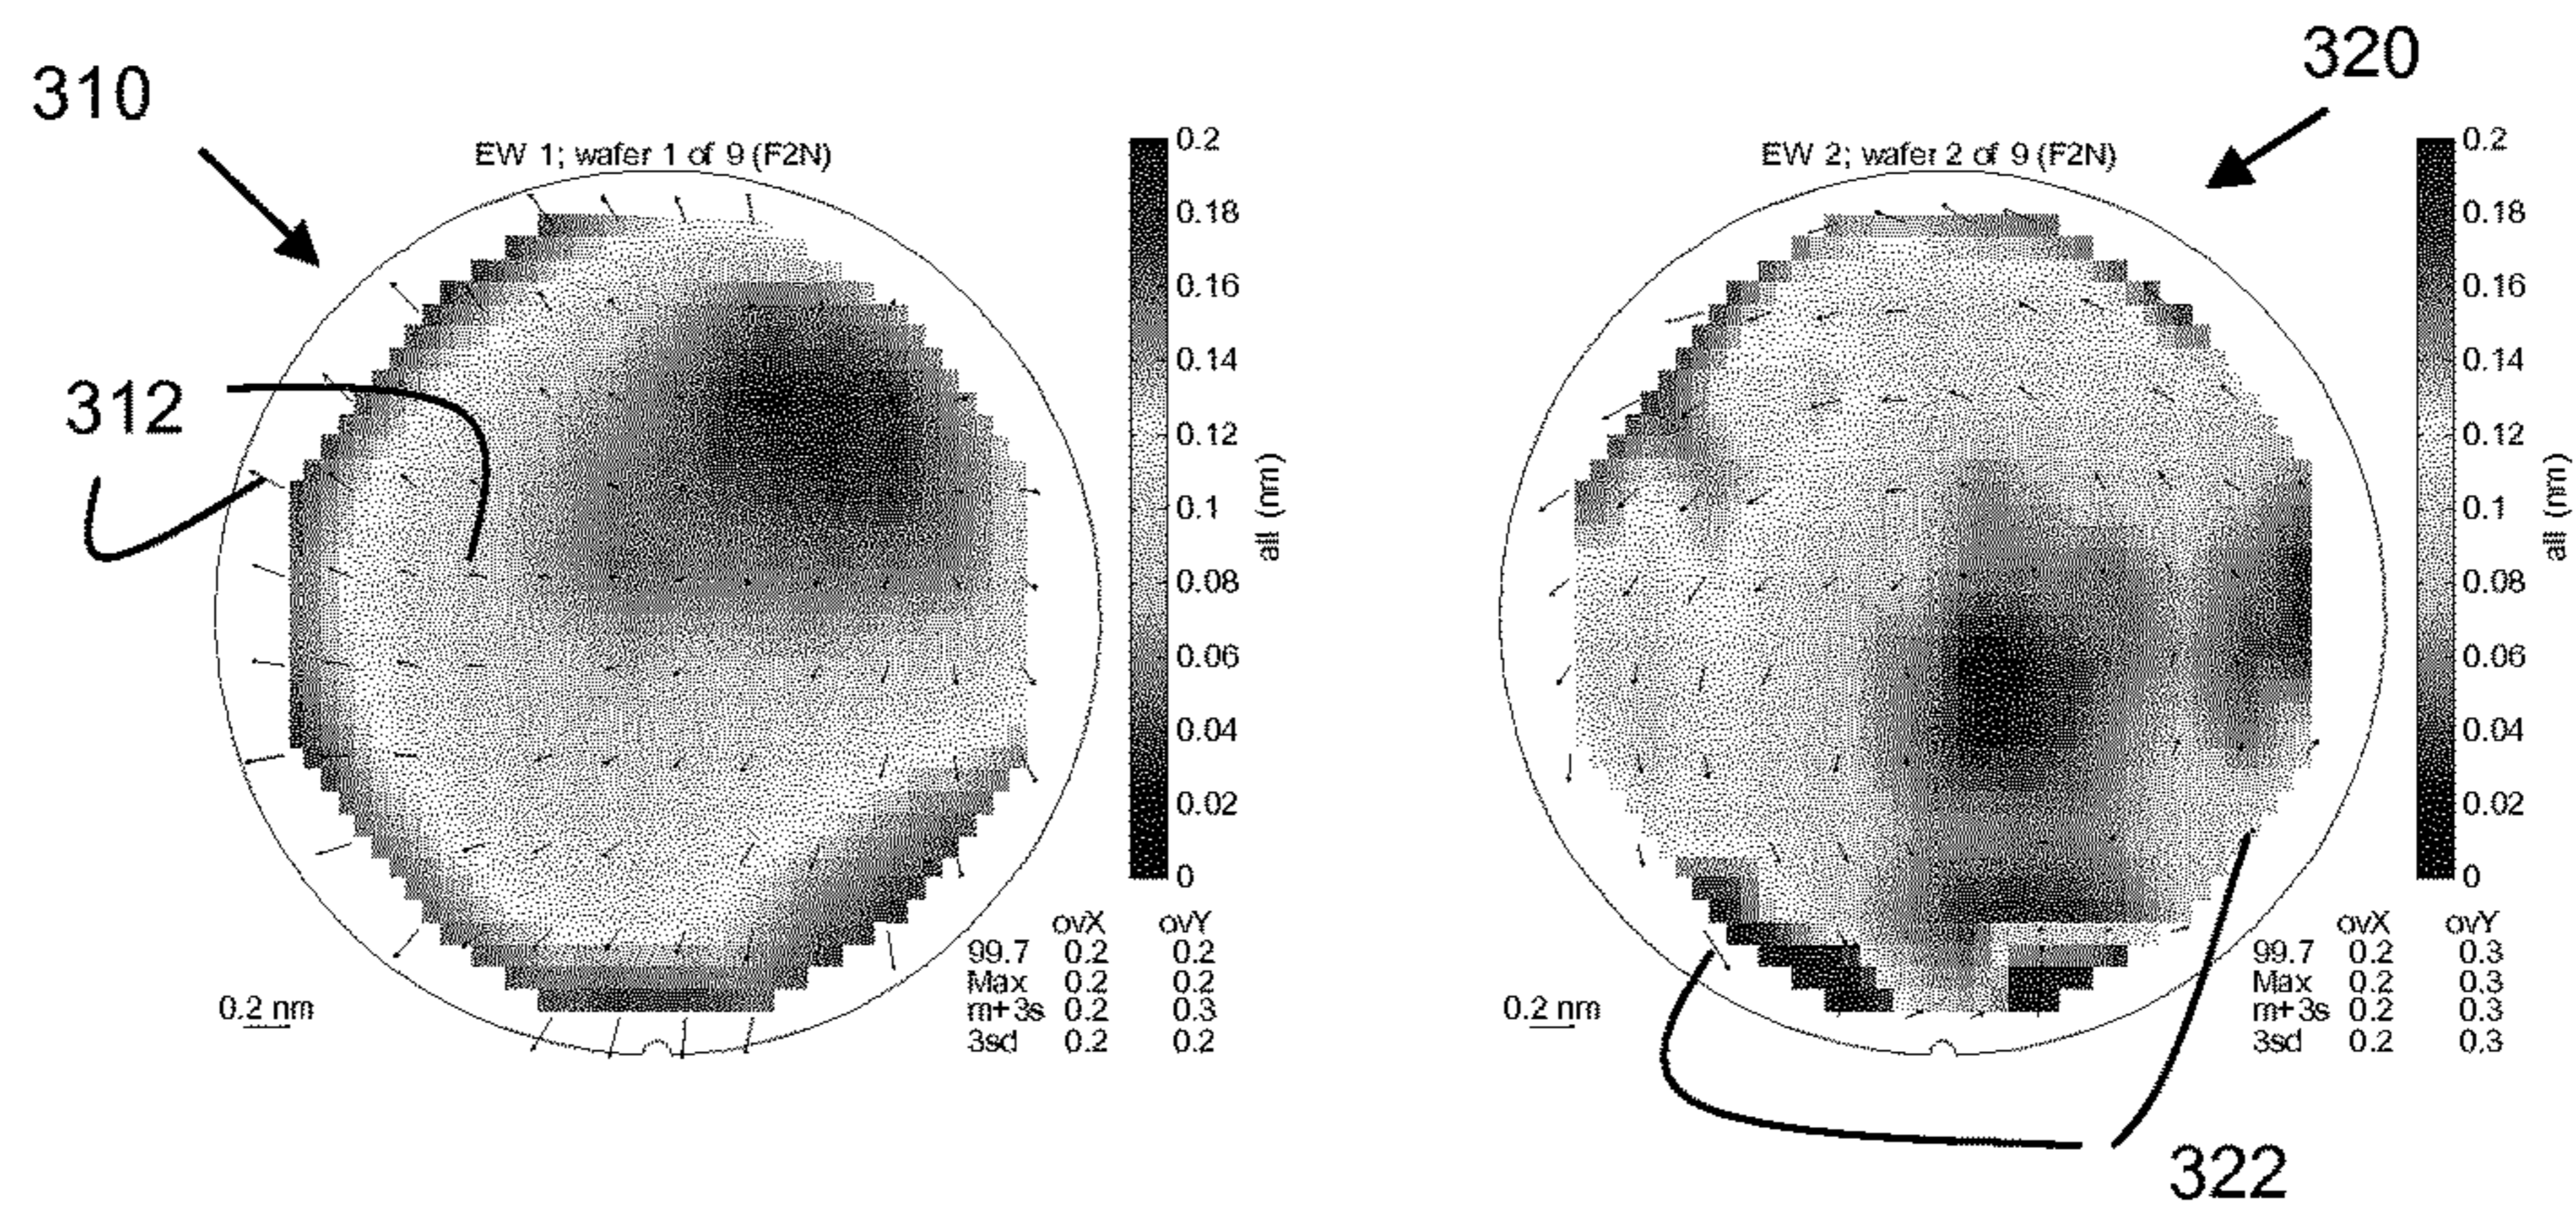 310
320
EW 1; wafer 1 of 9 (F2N)
EW 2; wafer 2 of 9 (F2N)
312
322
0.2
0.18
0.16
0.14
0.12
0.1
0.08
0.06
0.04
0.02
0
all (nm)
0.2
0.18
0.16
0.14
0.12
0.1
0.08
0.06
0.04
0.02
0
all (nm)
0.2 nm
ovX ovY
99.7 0.2 0.2
Max 0.2 0.2
m+3s 0.2 0.3
3sd 0.2 0.2
0.2 nm
ovX ovY
99.7 0.2 0.3
Max 0.2 0.3
m+3s 0.2 0.3
3sd 0.2 0.3